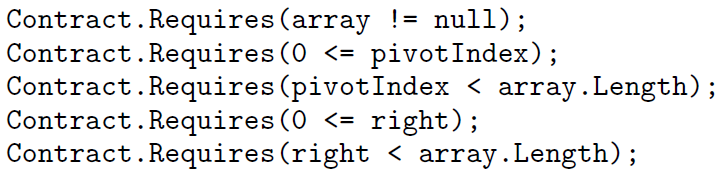 Contract.Requires(array != null);
Contract.Requires(0 <= pivotIndex);
Contract.Requires(pivotIndex < array.Length);
Contract.Requires(0 <= right);
Contract.Requires(right < array.Length);